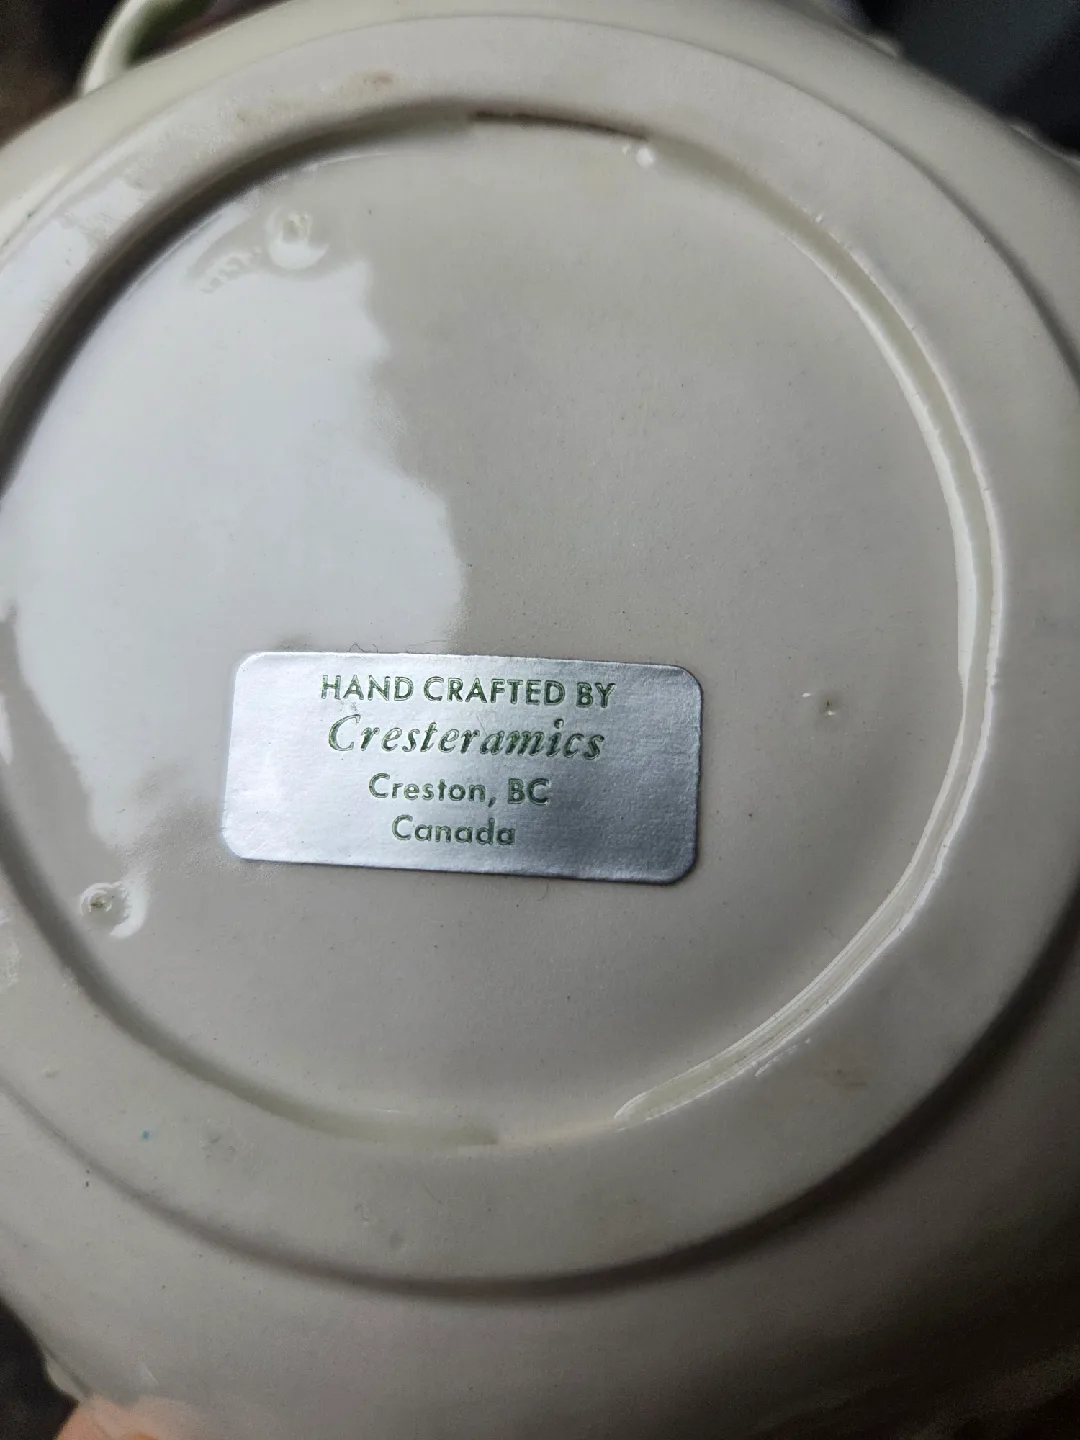 HAND CRAFTED BY
Cresteramics
Creston, BC
Canada